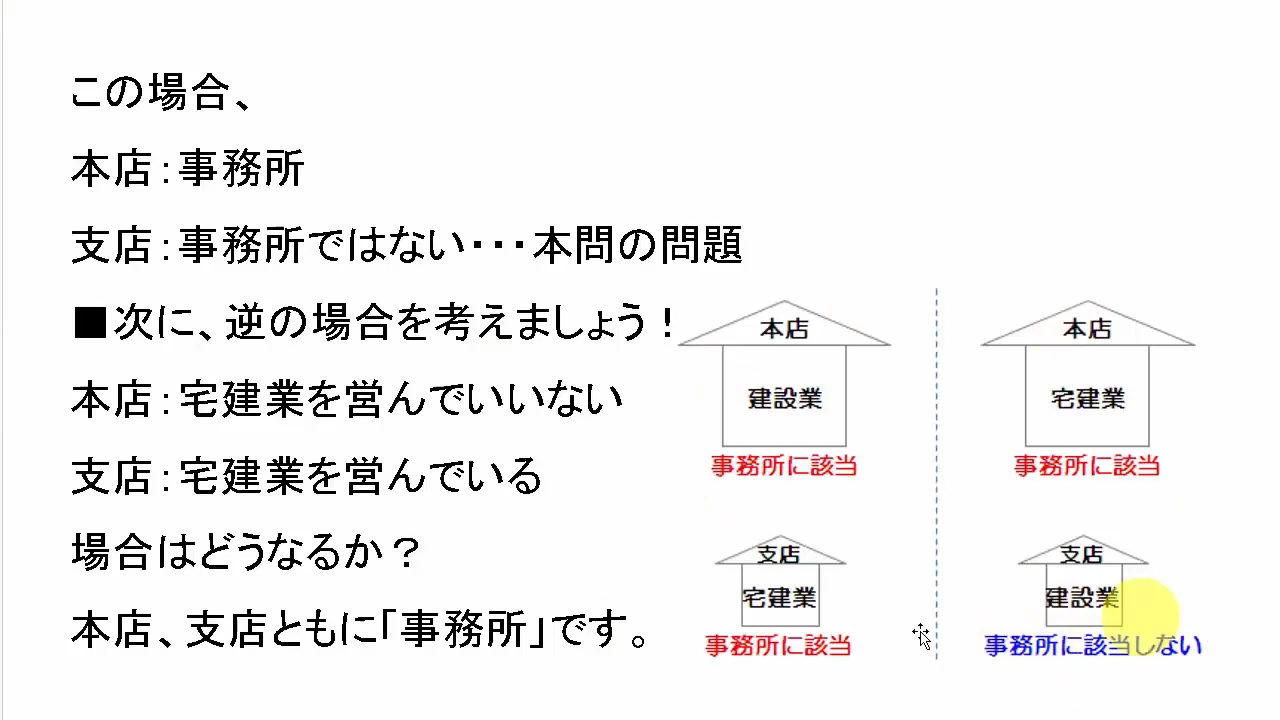 この場合、
本店：事務所
支店：事務所ではない・・・本問の問題
■次に、逆の場合を考えましょう！
本店：宅建業を営んでいいない
支店：宅建業を営んでいる
場合はどうなるか？
本店、支店ともに「事務所」です。
本店
建設業
事務所に該当
支店
宅建業
事務所に該当
本店
宅建業
事務所に該当
支店
建設業
事務所に該当しない